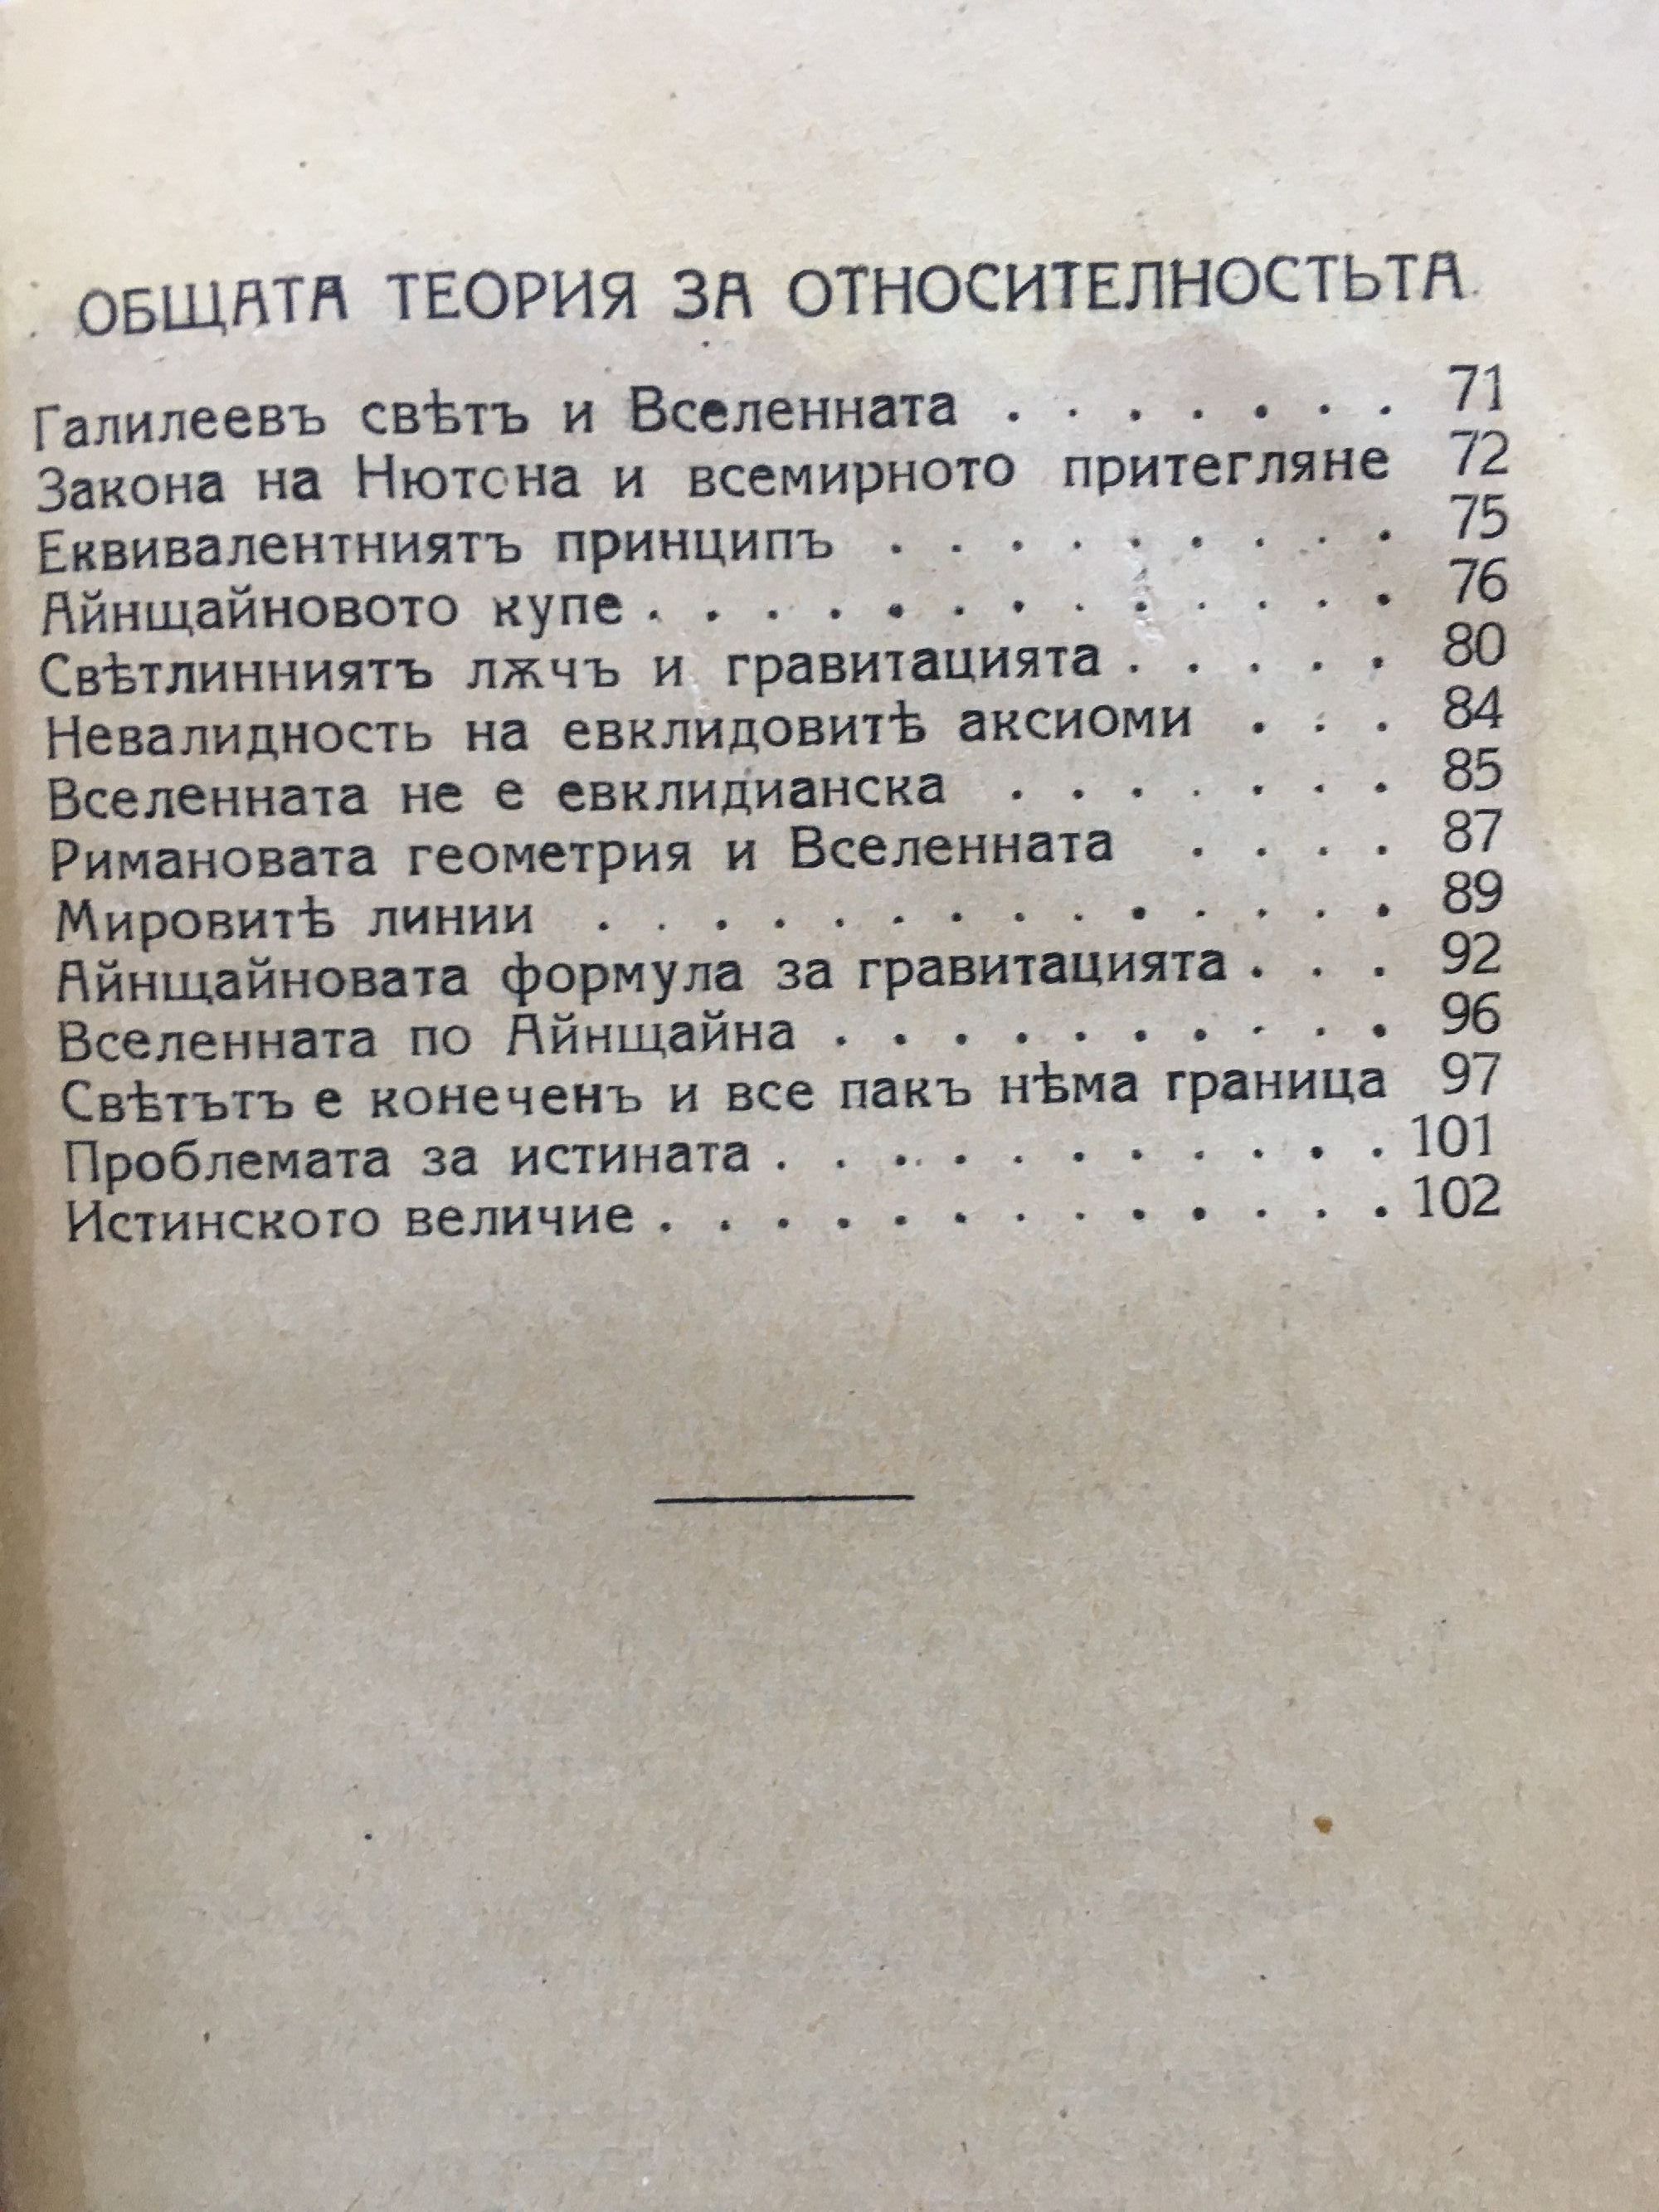 ОБЩАТА ТЕОРИЯ ЗА ОТНОСИТЕЛНОСТЬТА
Галилеевъ свѣтъ и Вселенната . . . . . . . 71
Закона на Нютона и всемирното притегляне 72
Еквивалентниятъ принципъ . . . . . . . . . 75
Айнщайновото купе . . . . . . . . . . . . . 76
Свѣтлинниятъ лѫчъ и гравитацията . . . . . 80
Невалидность на евклидовитѣ аксиоми . . . 84
Вселенната не е евклидианска . . . . . . . 85
Римановата геометрия и Вселенната . . . . 87
Мировитѣ линии . . . . . . . . . . . . . . 89
Айнщайновата формула за гравитацията . . . 92
Вселенната по Айнщайна . . . . . . . . . . 96
Свѣтътъ е конеченъ и все пакъ нѣма граница 97
Проблемата за истината . . . . . . . . . . . 101
Истинското величие . . . . . . . . . . . . . 102